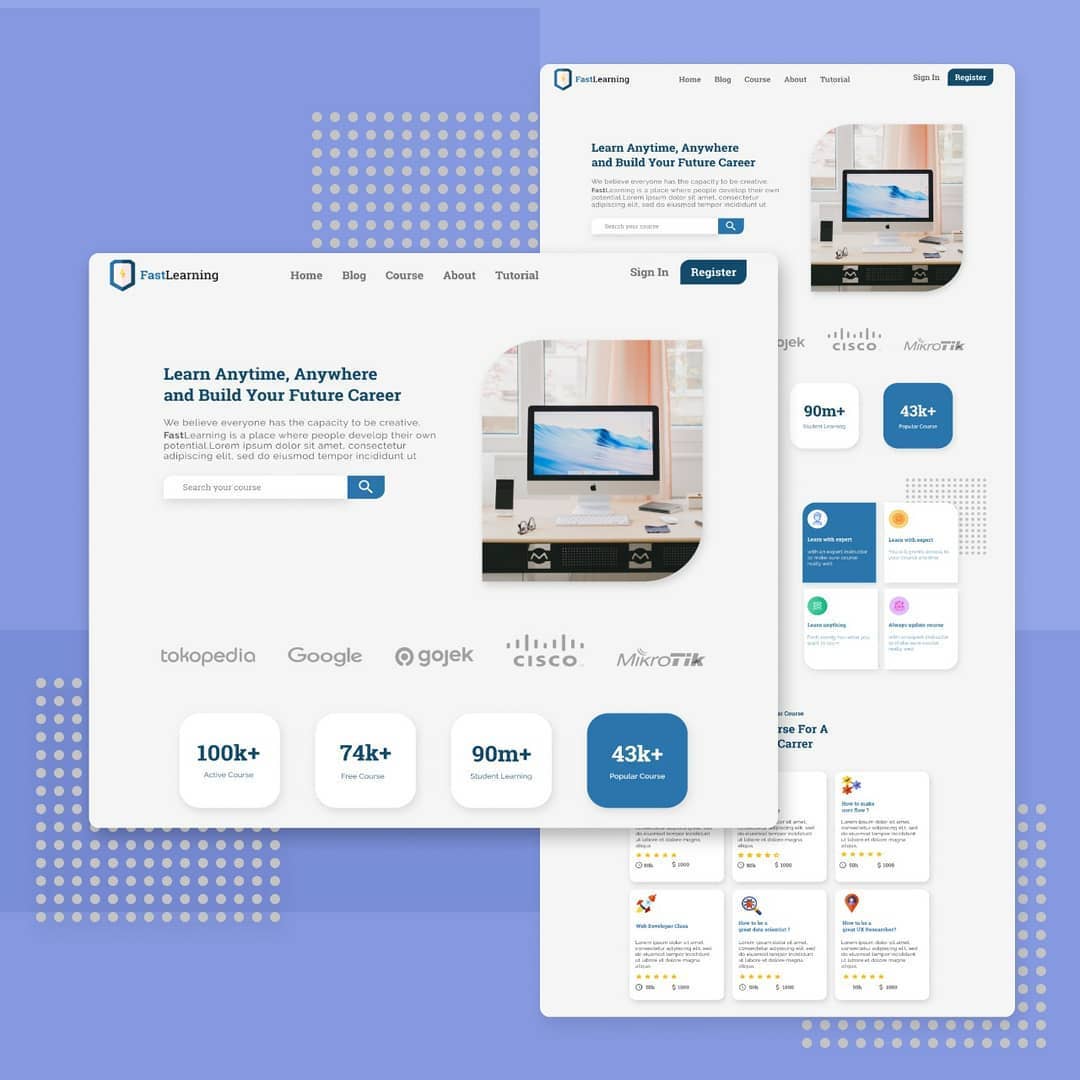 FastLearning
Home Blog Course About Tutorial
Sign In Register
Learn Anytime, Anywhere
and Build Your Future Career
We believe everyone has the capacity to be creative.
FastLearning is a place where people develop their own
potential.Lorem ipsum dolor sit amet, consectetur
adipiscing elit, sed do eiusmod tempor incididunt ut
Search your course
tokopedia Google gojek CISCO MikroTik
100k+ 74k+ 90m+ 43k+
Active Course Free Course Student Learning Popular Course
FastLearning
Home Blog Course About Tutorial
Sign In Register
Learn Anytime, Anywhere
and Build Your Future Career
We believe everyone has the capacity to be creative.
FastLearning is a place where people develop their own
potential.Lorem ipsum dolor sit amet, consectetur
adipiscing elit, sed do eiusmod tempor incididunt ut
Search your course
ojek CISCO MikroTik
90m+ 43k+
Student Learning Popular Course
Learn with expert
with an expert instructor
to make sure course
really well
Learn with expert
Learn anything
Always update course
Course
rse For A
Carrer
How to make
user flow ?
Lorem ipsum dolor sit amet,
consectetur adipiscing elit, sed
do eiusmod tempor incididunt
ut labore et dolore magna
aliqua
$ 1000
$ 1000
$ 1000
Web Developer Class
Lorem ipsum dolor sit amet,
consectetur adipiscing elit, sed
do eiusmod tempor incididunt
ut labore et dolore magna
aliqua
$ 1000
How to be a
great data scientist ?
Lorem ipsum dolor sit amet,
consectetur adipiscing elit, sed
do eiusmod tempor incididunt
ut labore et dolore magna
aliqua
$ 1000
How to be a
great UX Researcher?
Lorem ipsum dolor sit amet,
consectetur adipiscing elit, sed
do eiusmod tempor incididunt
ut labore et dolore magna
aliqua
$ 1000